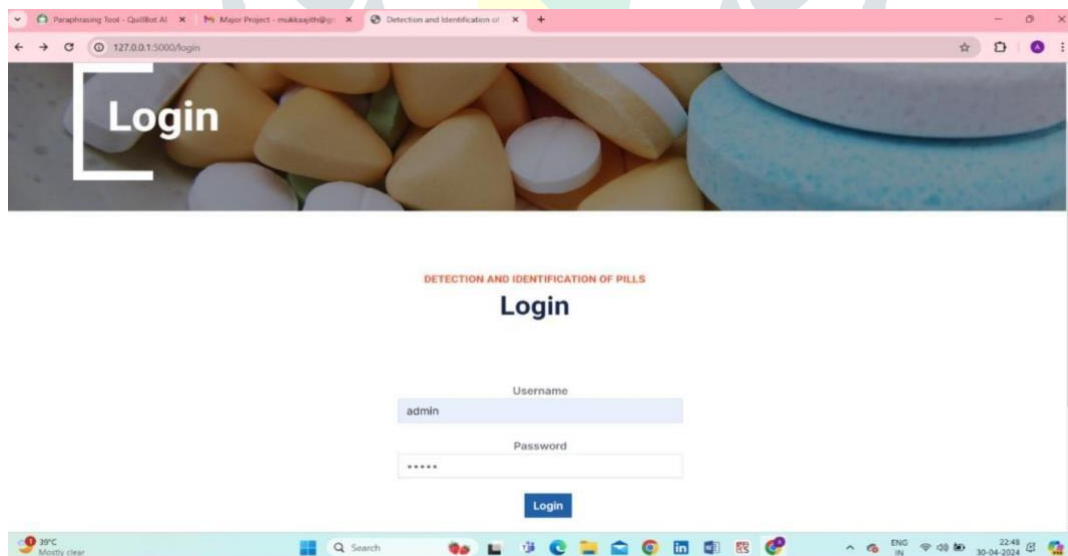 Paraphrasing Tool - QuillBot AI
Major Project - mukkaajith@gr
Detection and Identification of
127.0.0.1:5000/login
Login
DETECTION AND IDENTIFICATION OF PILLS
Login
Username
admin
Password
•••••
Login
39°C
Mostly clear
Search
ENG
IN
22:48
30-04-2024